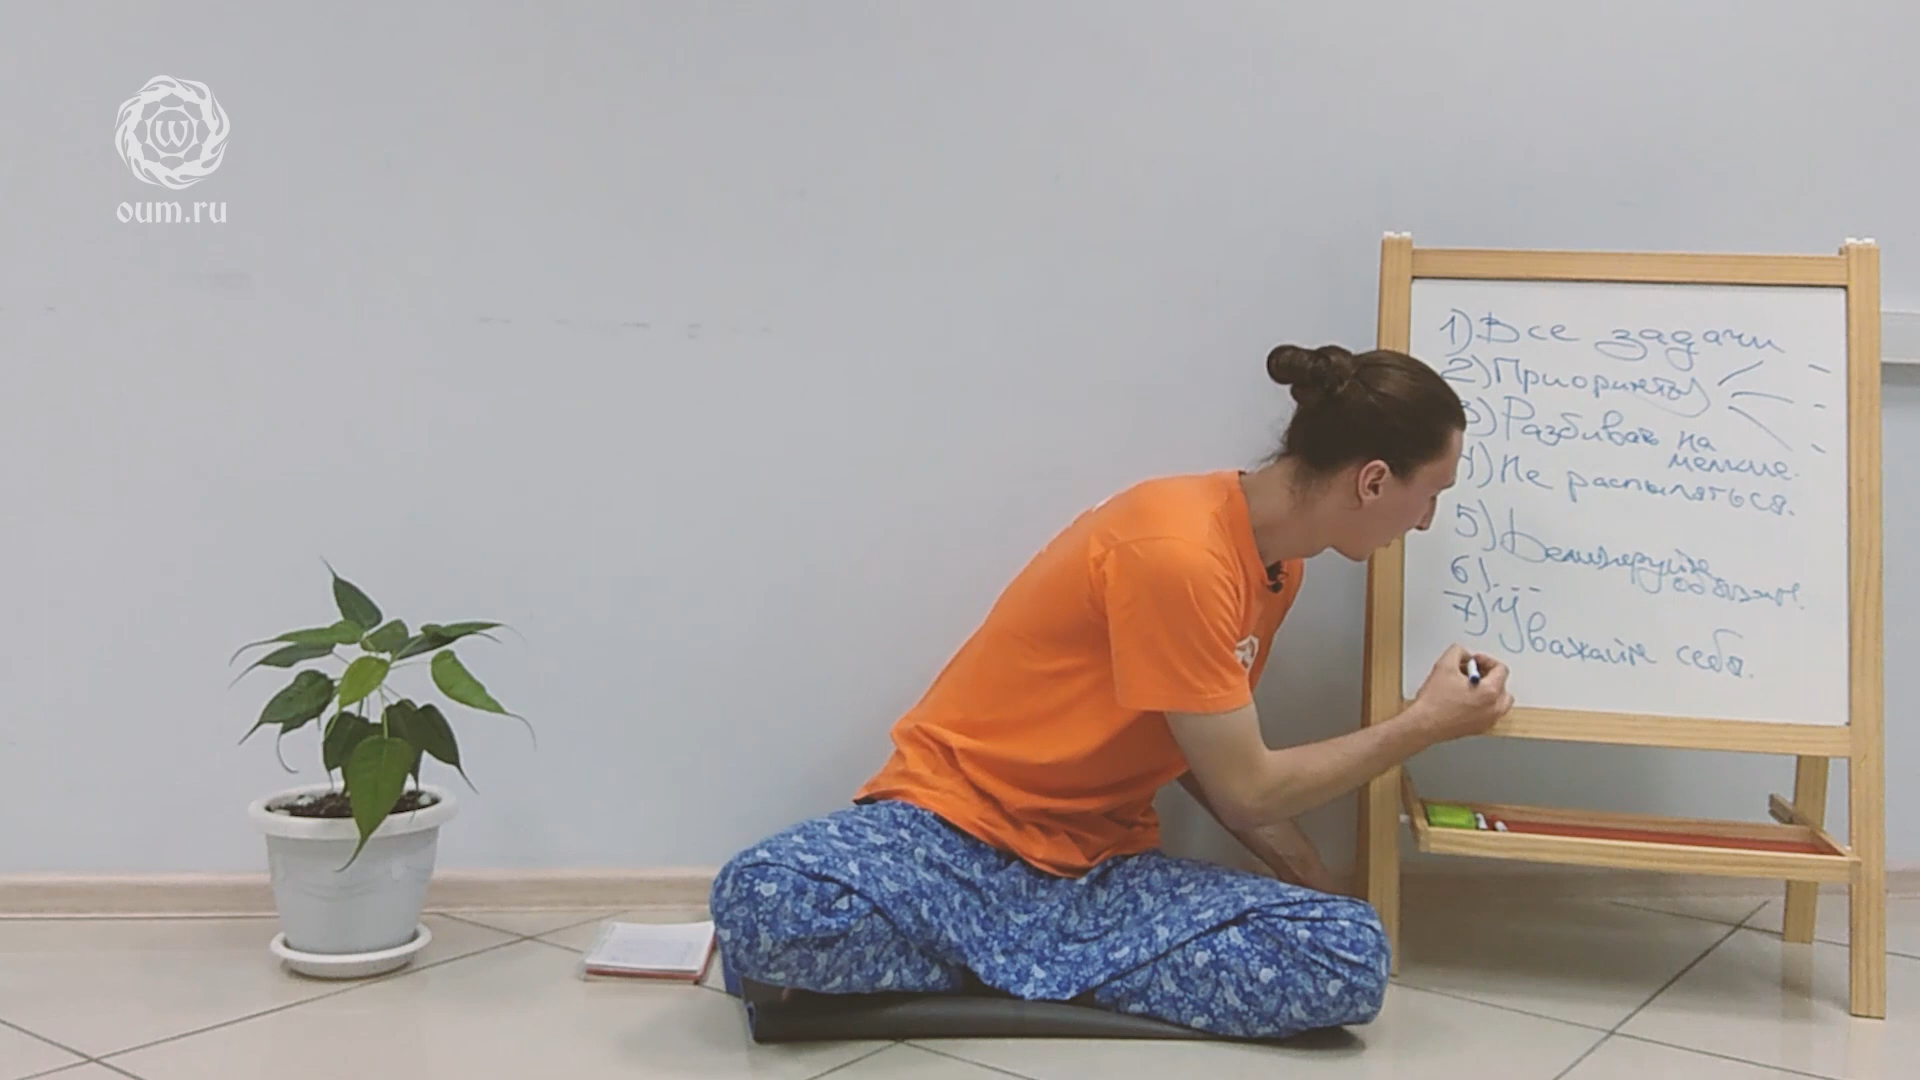 oum.ru
1) Все задачи
2) Приоритеты
3) Разбивать на
мелкие.
4) Не распыляться.
5) Делегируйте
6) ...
7) Уважайте себя.